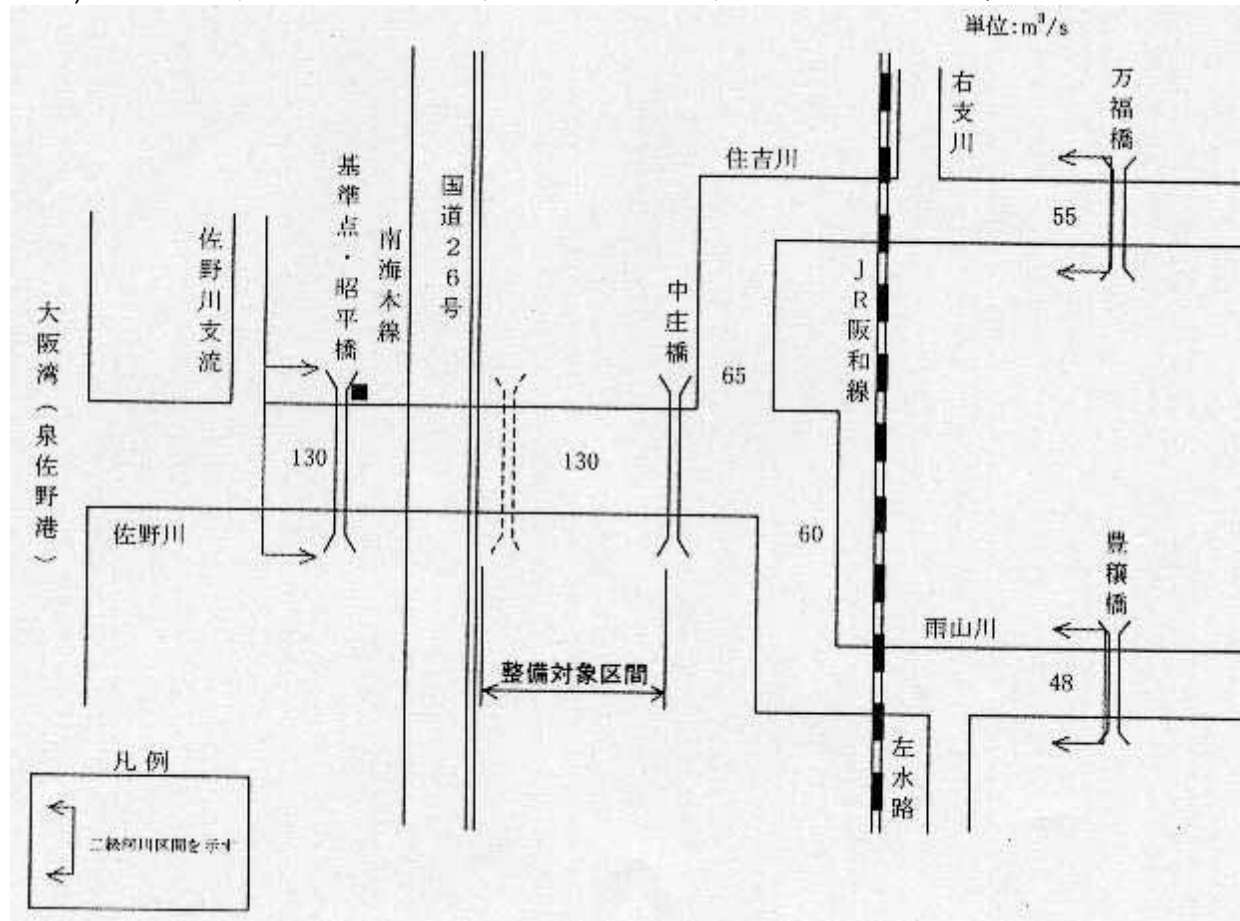 単位:m³/s
右支川
万福橋
住吉川
基準点・昭平橋
国道26号
南海本線
佐野川支流
55
JR阪和線
中庄橋
大阪湾(泉佐野港)
65
130
130
佐野川
60
豊穣橋
雨山川
整備対象区間
48
左水路
凡例
二級河川区間を示す